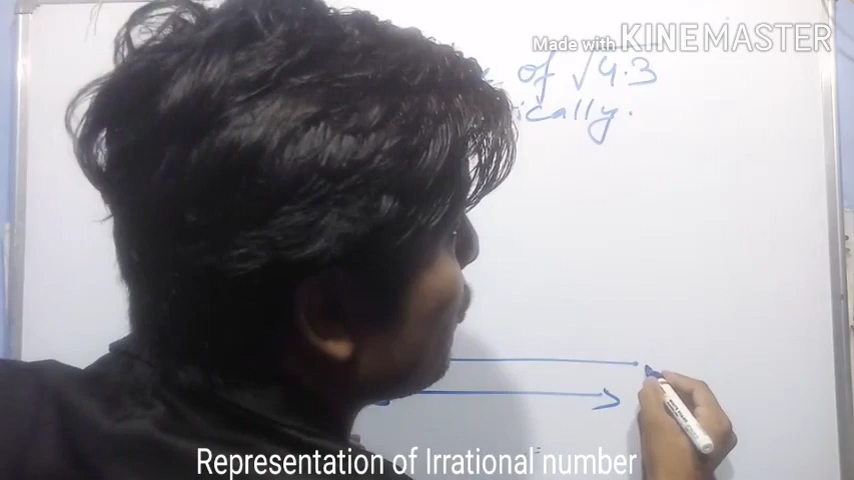 Made with KINEMASTER
of √4.3
ically.
Representation of Irrational number